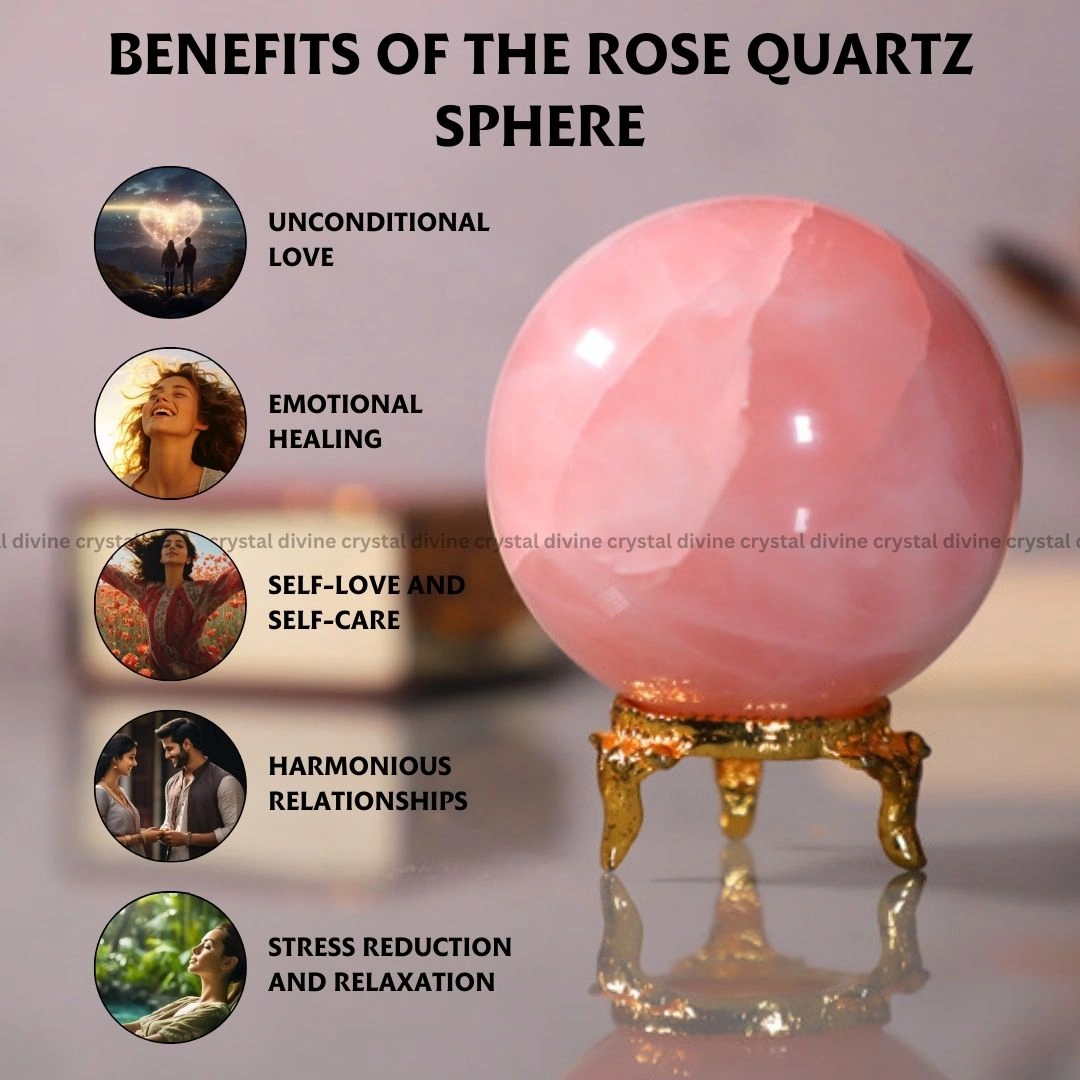 BENEFITS OF THE ROSE QUARTZ
SPHERE
UNCONDITIONAL
LOVE
EMOTIONAL
HEALING
l divine crystal divine crystal divine crystal divine crystal divine crystal divine crystal divine crystal d
SELF-LOVE AND
SELF-CARE
HARMONIOUS
RELATIONSHIPS
STRESS REDUCTION
AND RELAXATION